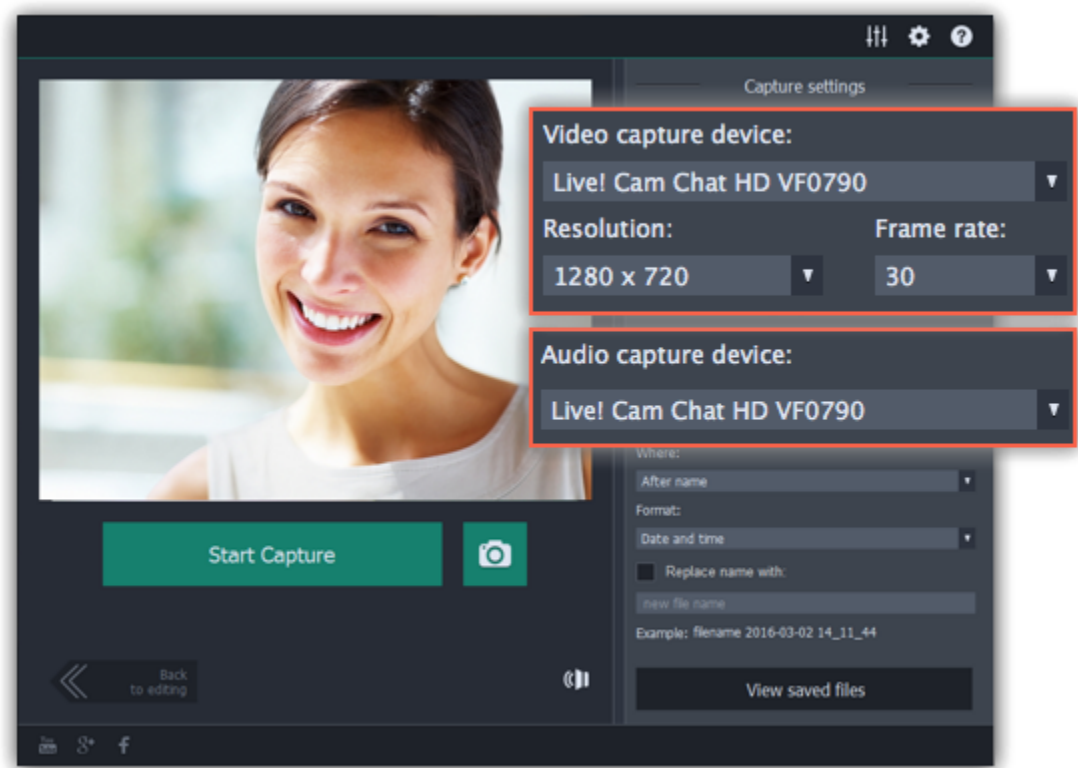 Capture settings
Video capture device:
Live! Cam Chat HD VF0790
Resolution: Frame rate:
1280 x 720 30
Audio capture device:
Live! Cam Chat HD VF0790
Where:
After name
Format:
Date and time
Replace name with:
new file name
Example: filename 2016-03-02 14_11_44
View saved files
Start Capture
Back
to editing